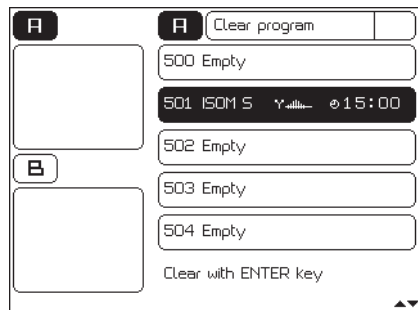 A
A Clear program
500 Empty
501 ISOM S 15:00
502 Empty
B
503 Empty
504 Empty
Clear with ENTER key